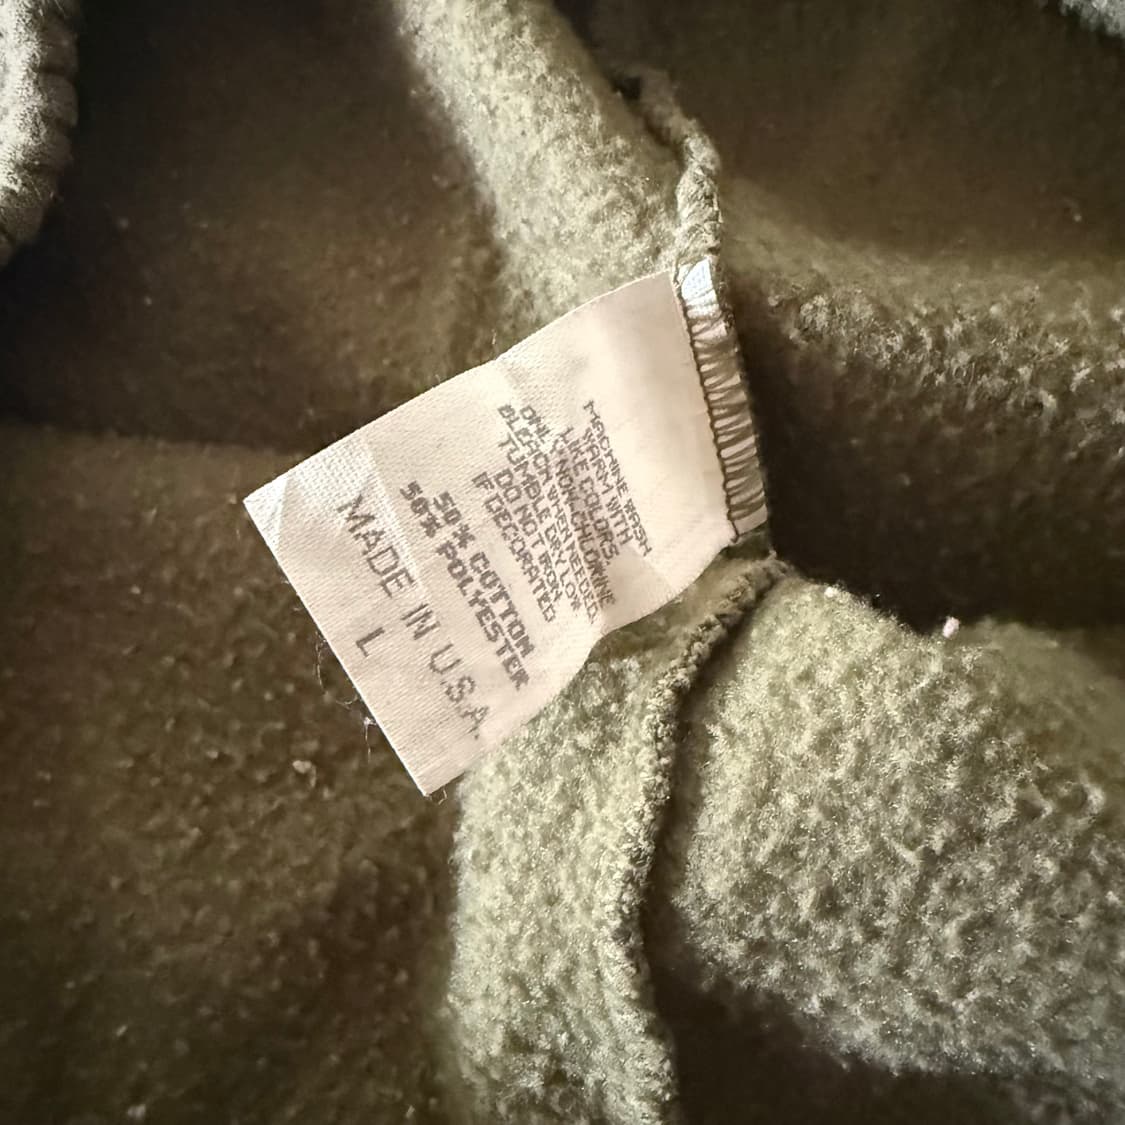 MACHINE WASH
WARM WITH
LIKE COLORS.
ONLY NON-CHLORINE
BLEACH WHEN NEEDED.
TUMBLE DRY LOW.
DO NOT IRON
IF DECORATED
50% COTTON
50% POLYESTER
MADE IN U.S.A.
L